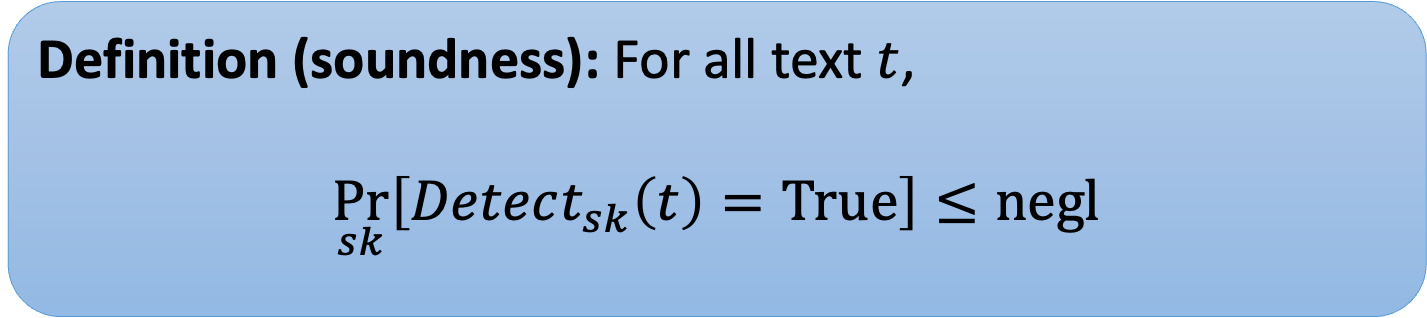 Definition (soundness): For all text t,
Pr[Detect_sk(t) = True] ≤ negl
sk